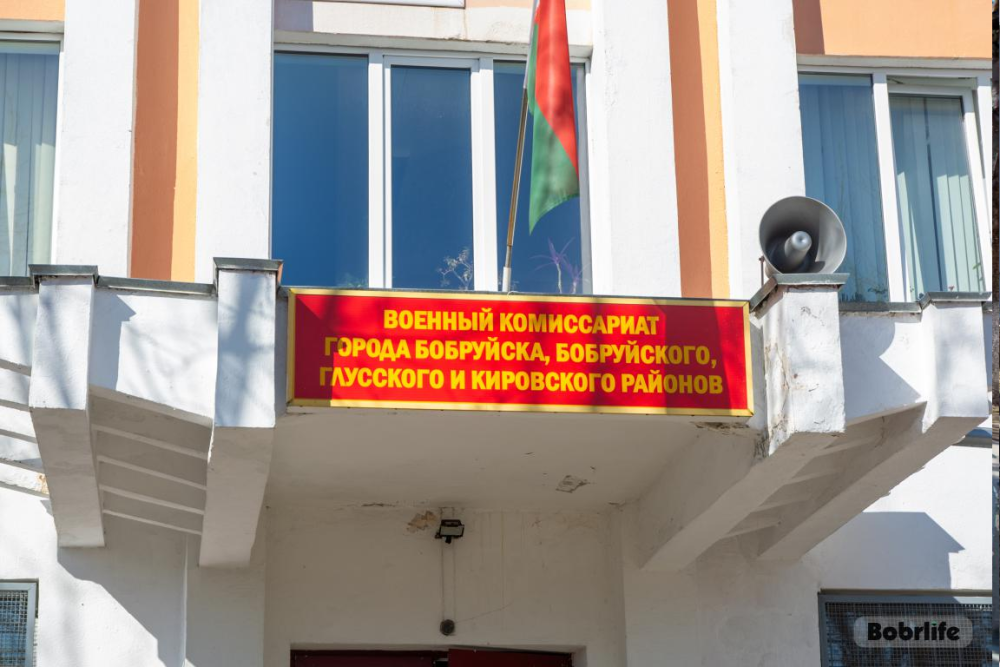 ВОЕННЫЙ КОМИССАРИАТ
ГОРОДА БОБРУЙСКА, БОБРУЙСКОГО,
ГЛУССКОГО И КИРОВСКОГО РАЙОНОВ
Bobrlife